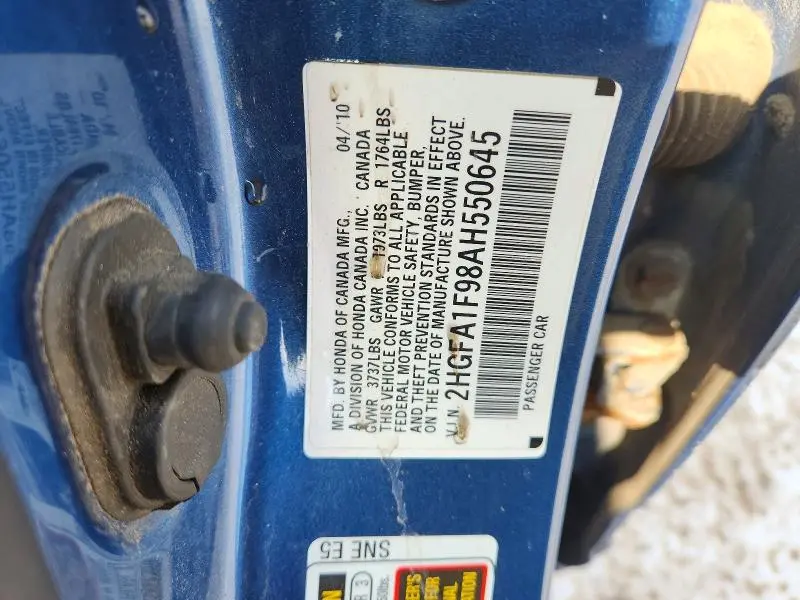 MFD. BY HONDA OF CANADA MFG., 04/'10
A DIVISION OF HONDA CANADA INC. CANADA
GVWR 3737LBS GAWR F 1973LBS R 1764LBS
THIS VEHICLE CONFORMS TO ALL APPLICABLE
FEDERAL MOTOR VEHICLE SAFETY, BUMPER,
AND THEFT PREVENTION STANDARDS IN EFFECT
ON THE DATE OF MANUFACTURE SHOWN ABOVE.
V.I.N. 2HGFA1F98AH550645
PASSENGER CAR
SNE E5